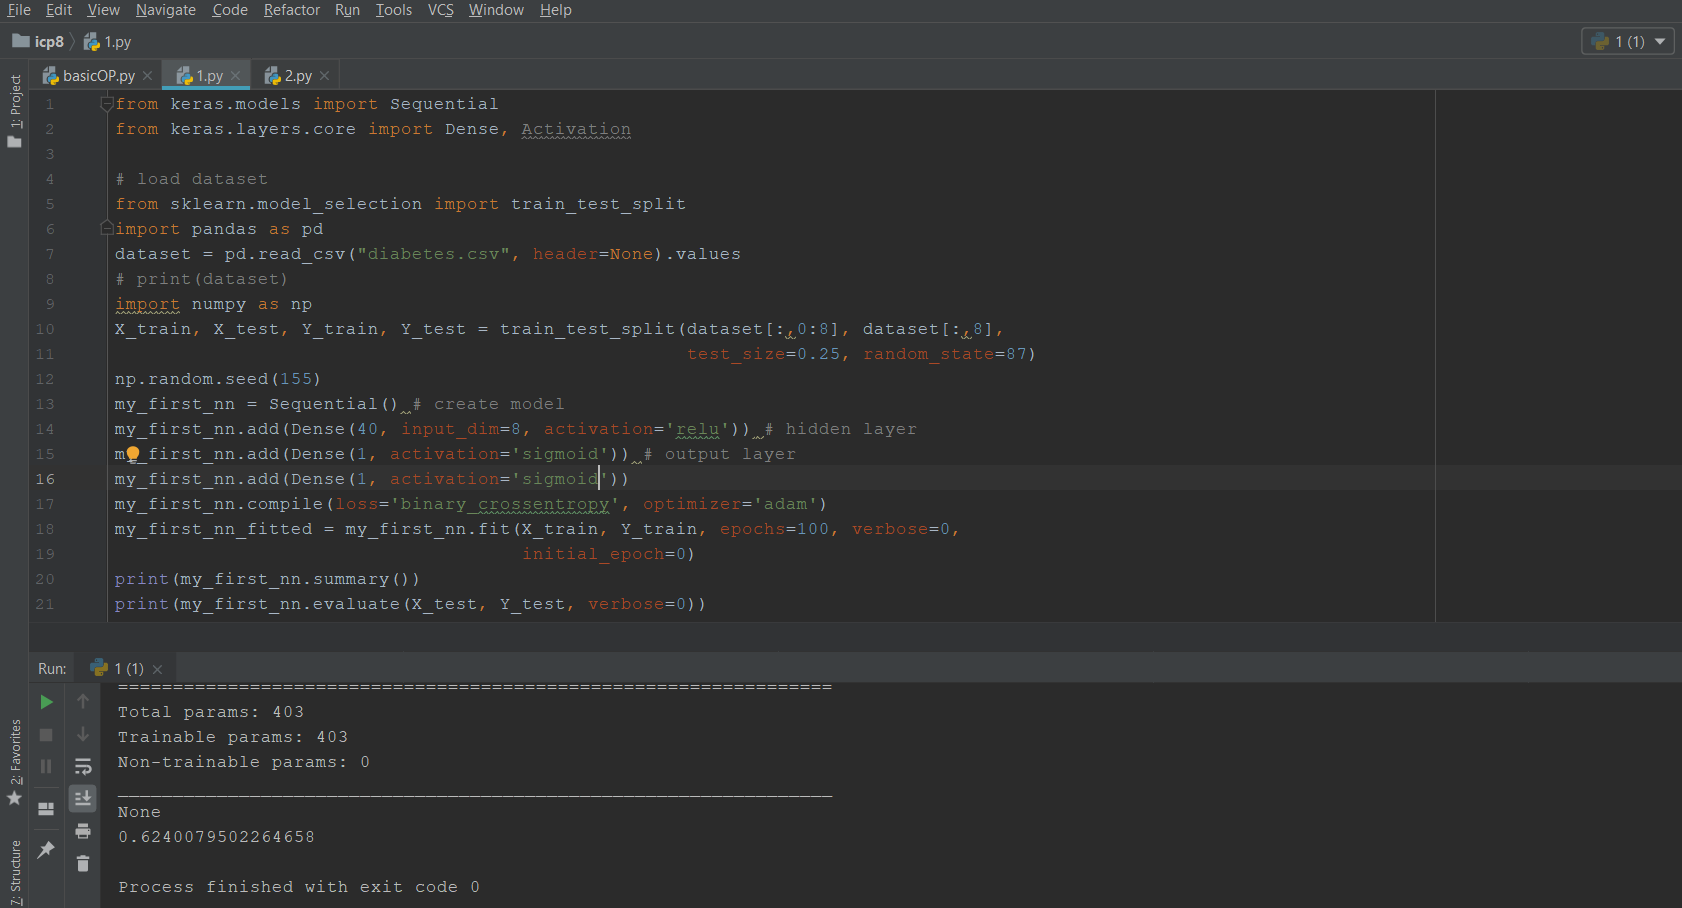 File Edit View Navigate Code Refactor Run Tools VCS Window Help
icp8 1.py
1 (1)
basicOP.py 1.py 2.py
1: Project
1 from keras.models import Sequential
2 from keras.layers.core import Dense, Activation
3
4 # load dataset
5 from sklearn.model_selection import train_test_split
6 import pandas as pd
7 dataset = pd.read_csv("diabetes.csv", header=None).values
8 # print(dataset)
9 import numpy as np
10 X_train, X_test, Y_train, Y_test = train_test_split(dataset[:,0:8], dataset[:,8],
11 test_size=0.25, random_state=87)
12 np.random.seed(155)
13 my_first_nn = Sequential() # create model
14 my_first_nn.add(Dense(40, input_dim=8, activation='relu')) # hidden layer
15 m_first_nn.add(Dense(1, activation='sigmoid')) # output layer
16 my_first_nn.add(Dense(1, activation='sigmoid'))
17 my_first_nn.compile(loss='binary_crossentropy', optimizer='adam')
18 my_first_nn_fitted = my_first_nn.fit(X_train, Y_train, epochs=100, verbose=0,
19 initial_epoch=0)
20 print(my_first_nn.summary())
21 print(my_first_nn.evaluate(X_test, Y_test, verbose=0))
Run: 1 (1)
=================================================================
Total params: 403
Trainable params: 403
Non-trainable params: 0
_________________________________________________________________
None
0.6240079502264658
Process finished with exit code 0
2: Favorites
7: Structure